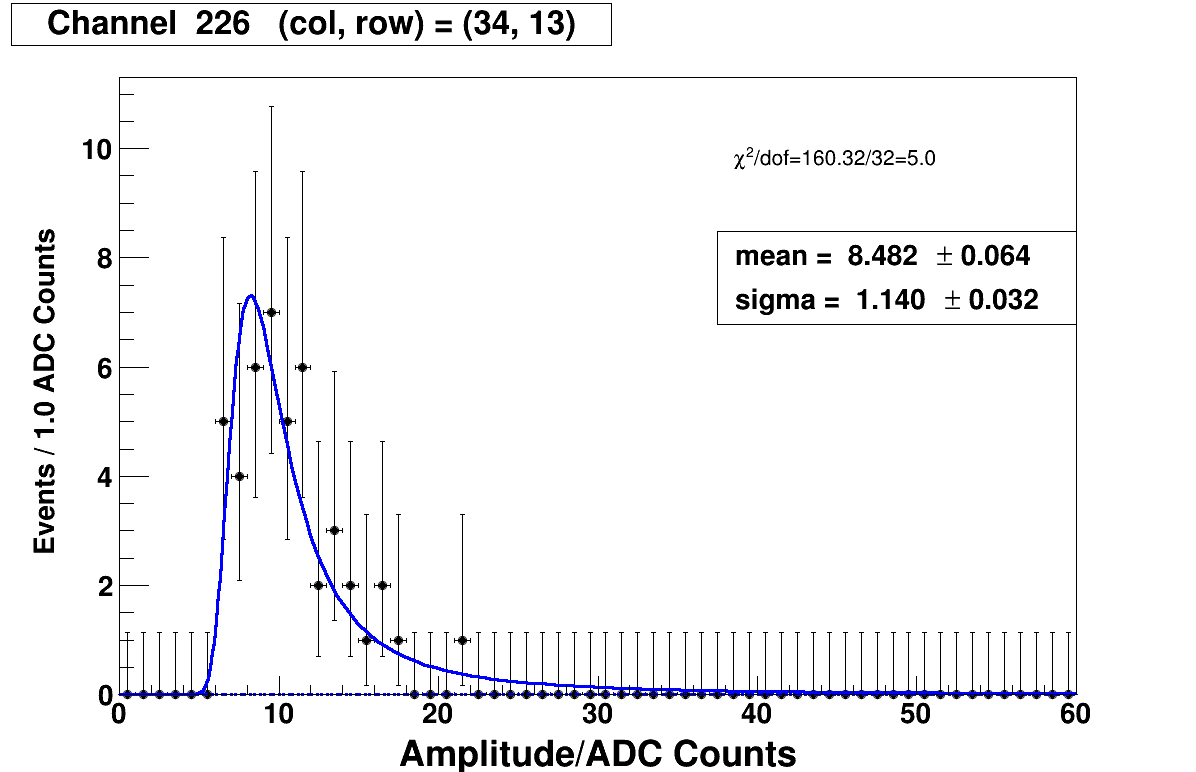 Channel  226   (col, row) = (34, 13)
χ²/dof=160.32/32=5.0
mean =  8.482  ± 0.064
sigma =  1.140  ± 0.032
Events / 1.0 ADC Counts
10
8
6
4
2
0
0 10 20 30 40 50 60
Amplitude/ADC Counts